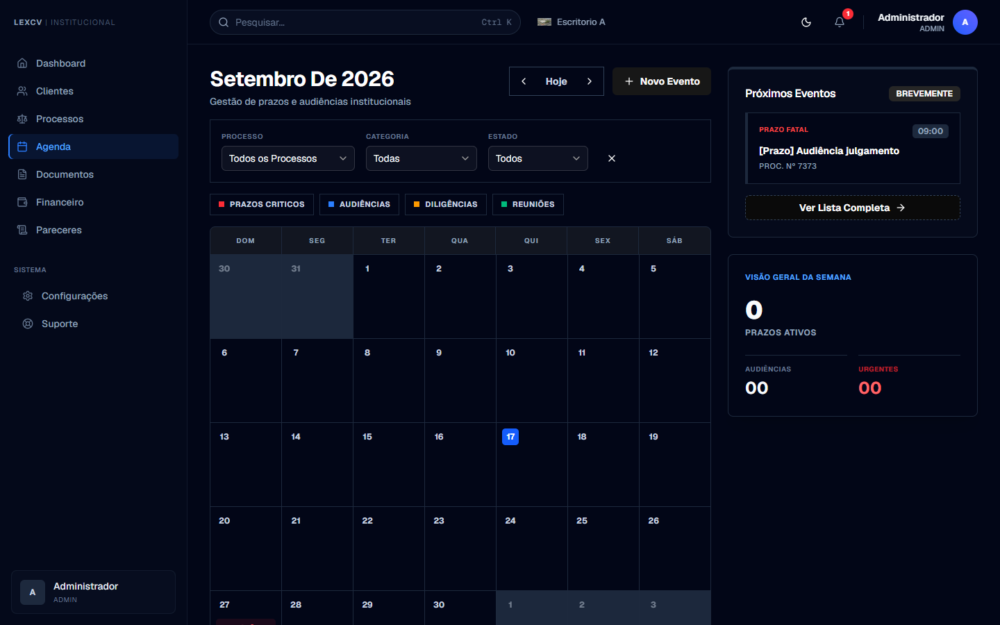 LEXCV | INSTITUCIONAL
Pesquisar...
Ctrl K
Escritorio A
1
Administrador
ADMIN
A
Dashboard
Clientes
Processos
Agenda
Documentos
Financeiro
Pareceres
SISTEMA
Configurações
Suporte
A
Administrador
ADMIN
Setembro De 2026
Gestão de prazos e audiências institucionais
Hoje
Novo Evento
PROCESSO
CATEGORIA
ESTADO
Todos os Processos
Todas
Todos
PRAZOS CRITICOS
AUDIÊNCIAS
DILIGÊNCIAS
REUNIÕES
DOM SEG TER QUA QUI SEX SÁB
30 31 1 2 3 4 5
6 7 8 9 10 11 12
13 14 15 16 17 18 19
20 21 22 23 24 25 26
27 28 29 30 1 2 3
Próximos Eventos
BREVEMENTE
PRAZO FATAL
09:00
[Prazo] Audiência julgamento
PROC. Nº 7373
Ver Lista Completa
VISÃO GERAL DA SEMANA
0
PRAZOS ATIVOS
AUDIÊNCIAS
00
URGENTES
00